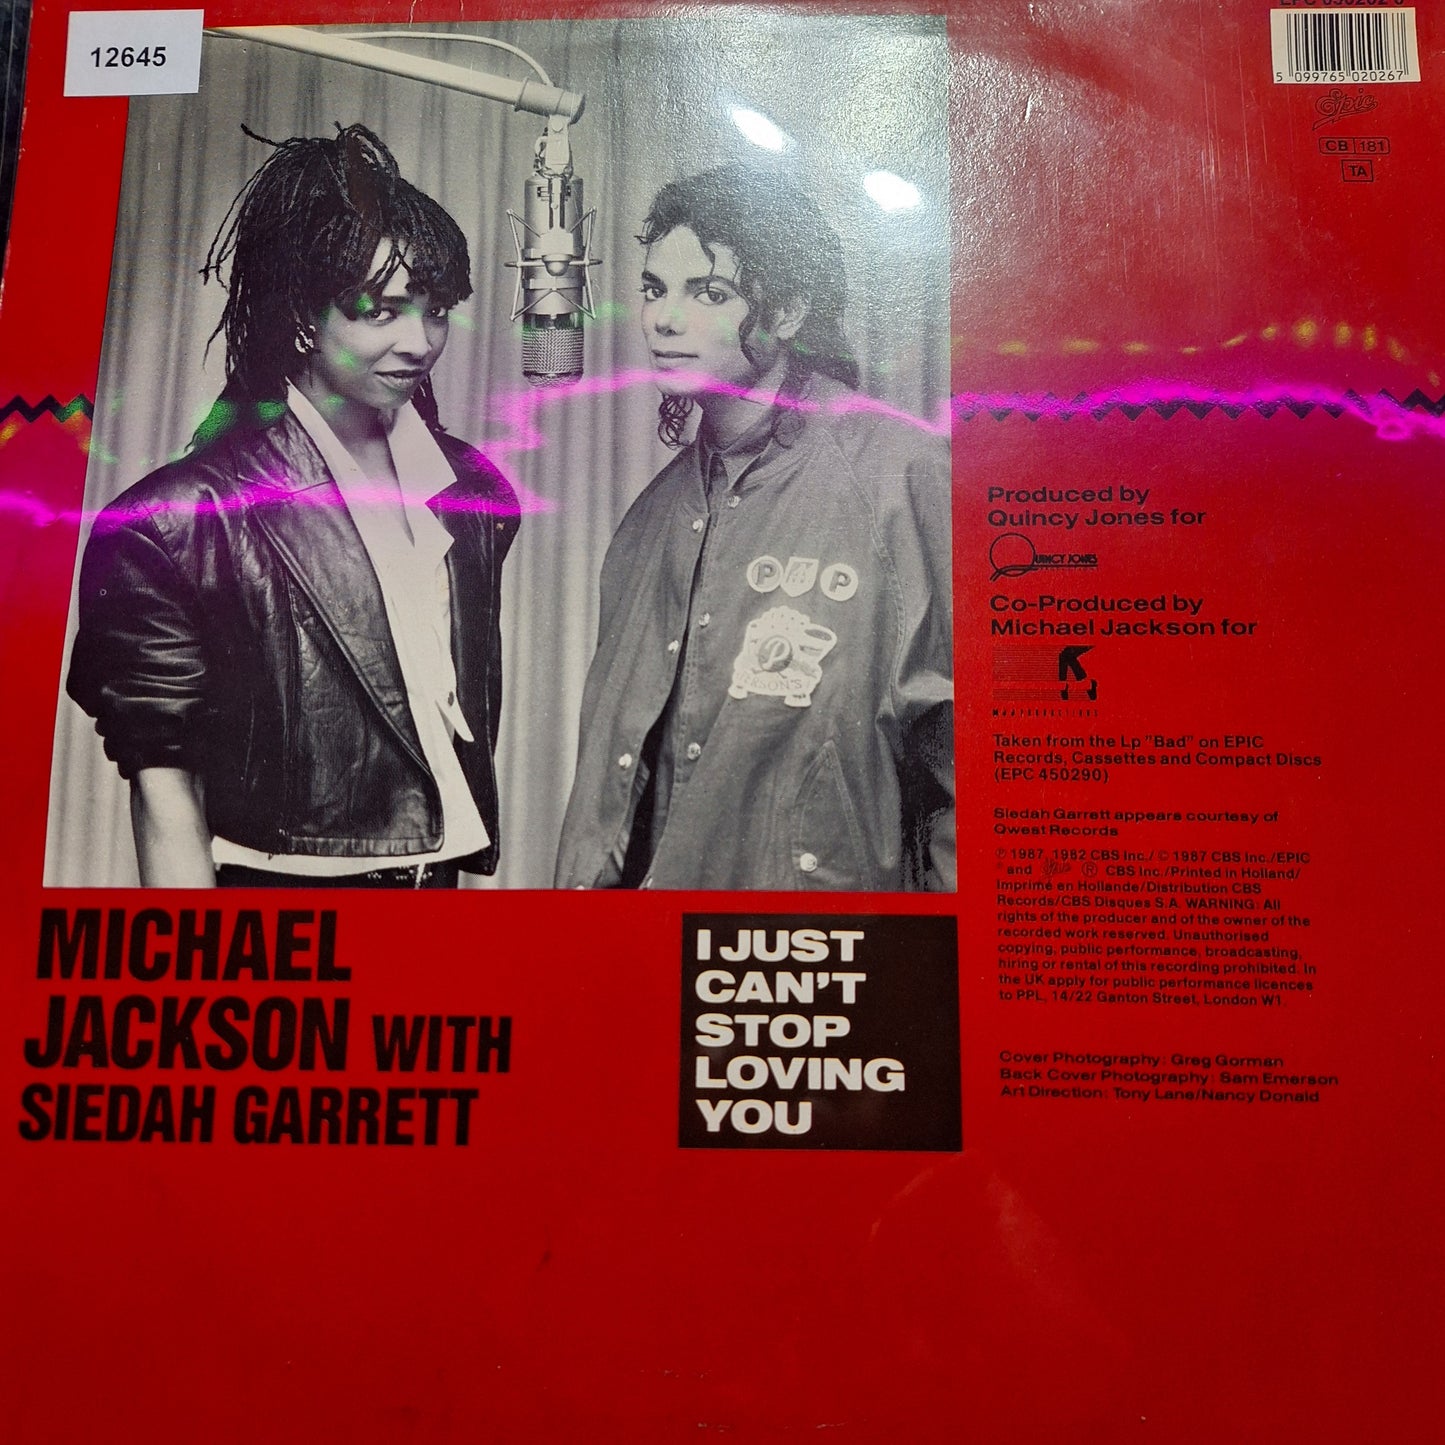 12645
5 099765 020267
Epic
CB 181
TA
P P
P
Produced by
Quincy Jones for
QUINCY JONES
Co-Produced by
Michael Jackson for
MJJ PRODUCTIONS
Taken from the Lp "Bad" on EPIC
Records, Cassettes and Compact Discs
(EPC 450290)
Siedah Garrett appears courtesy of
Qwest Records
℗ 1987, 1982 CBS Inc./ © 1987 CBS Inc./EPIC
and Epic ® CBS Inc./Printed in Holland/
Imprimé en Hollande/Distribution CBS
Records/CBS Disques S.A. WARNING: All
rights of the producer and of the owner of the
recorded work reserved. Unauthorised
copying, public performance, broadcasting,
hiring or rental of this recording prohibited. In
the UK apply for public performance licences
to PPL, 14/22 Ganton Street, London W1.
Cover Photography: Greg Gorman
Back Cover Photography: Sam Emerson
Art Direction: Tony Lane/Nancy Donald
MICHAEL
JACKSON WITH
SIEDAH GARRETT
I JUST
CAN'T
STOP
LOVING
YOU